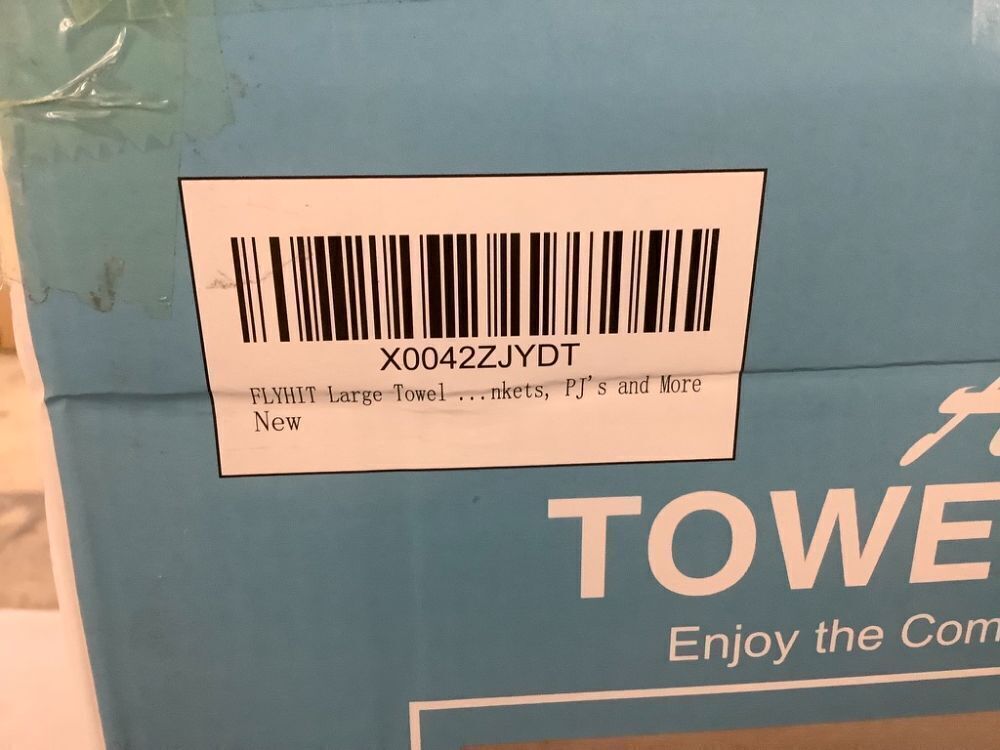 X0042ZJYDT
FLYHIT Large Towel ...nkets, PJ's and More
New
TOWE
Enjoy the Com